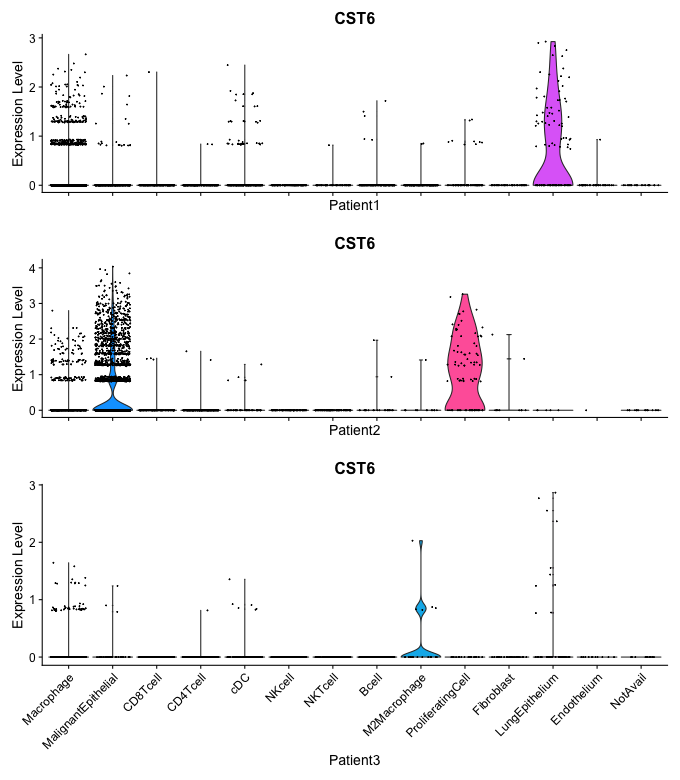 CST6
Expression Level
3
2
1
0
Patient1
CST6
Expression Level
4
3
2
1
0
Patient2
CST6
Expression Level
3
2
1
0
Macrophage
MalignantEpithelial
CD8Tcell
CD4Tcell
cDC
NKcell
NKTcell
Bcell
M2Macrophage
ProliferatingCell
Fibroblast
LungEpithelium
Endothelium
NotAvail
Patient3